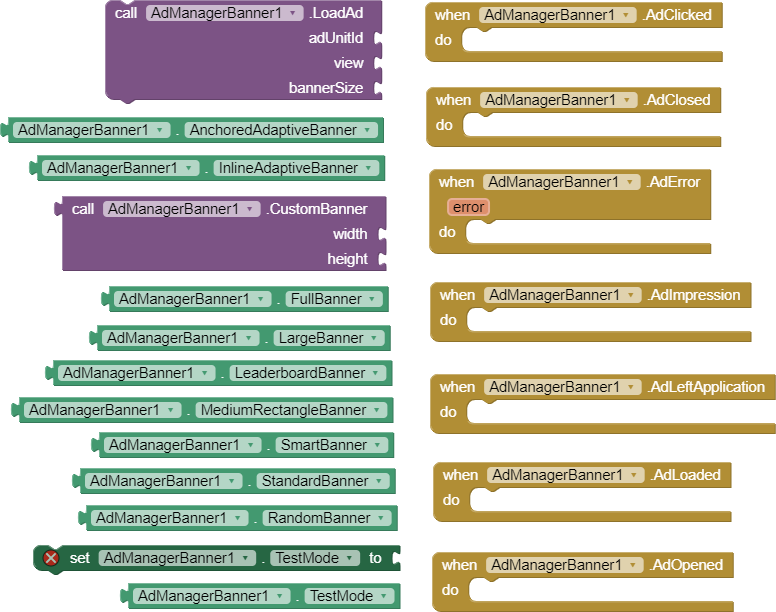 call AdManagerBanner1 .LoadAd
adUnitId
view
bannerSize
AdManagerBanner1 . AnchoredAdaptiveBanner
AdManagerBanner1 . InlineAdaptiveBanner
call AdManagerBanner1 .CustomBanner
width
height
AdManagerBanner1 . FullBanner
AdManagerBanner1 . LargeBanner
AdManagerBanner1 . LeaderboardBanner
AdManagerBanner1 . MediumRectangleBanner
AdManagerBanner1 . SmartBanner
AdManagerBanner1 . StandardBanner
AdManagerBanner1 . RandomBanner
set AdManagerBanner1 . TestMode to
AdManagerBanner1 . TestMode
when AdManagerBanner1 .AdClicked
do
when AdManagerBanner1 .AdClosed
do
when AdManagerBanner1 .AdError
error
do
when AdManagerBanner1 .AdImpression
do
when AdManagerBanner1 .AdLeftApplication
do
when AdManagerBanner1 .AdLoaded
do
when AdManagerBanner1 .AdOpened
do